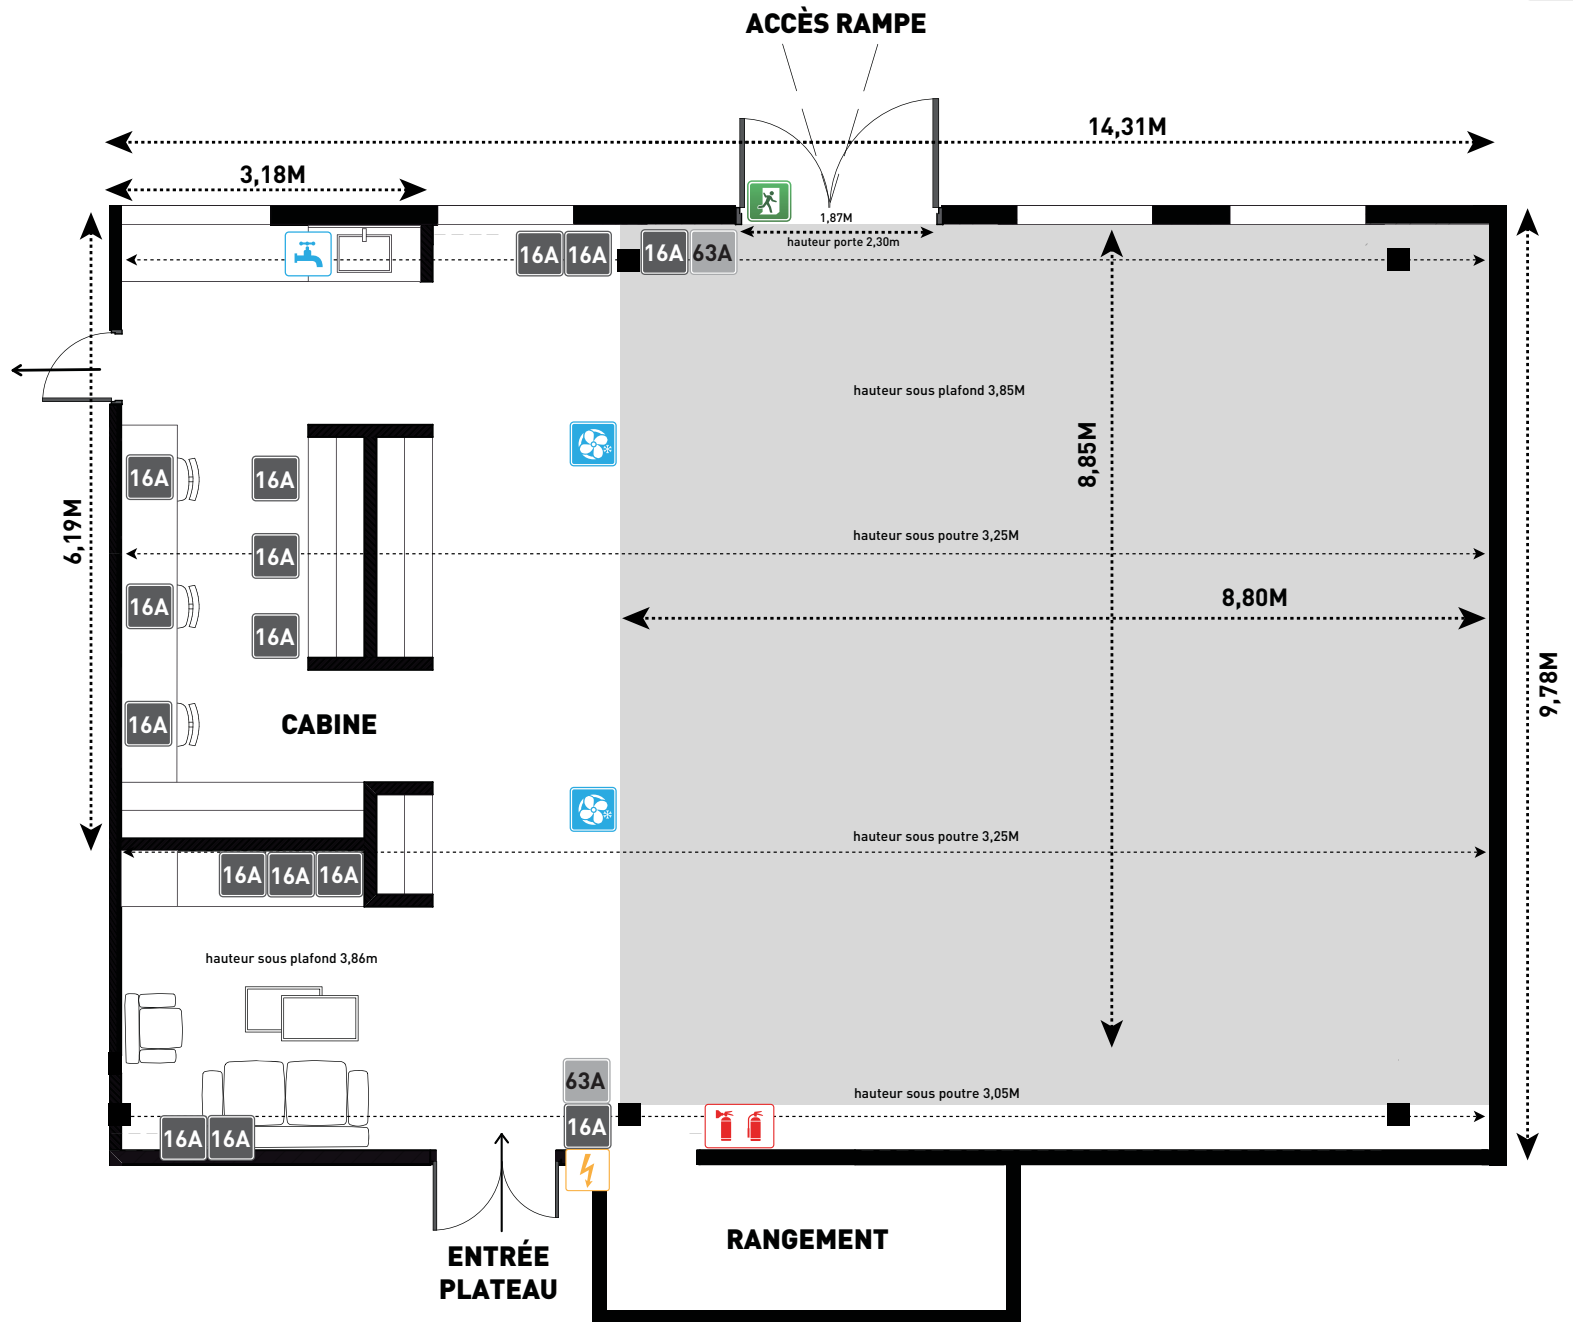 ACCÈS RAMPE
14,31M
3,18M
1,87M
hauteur porte 2,30m
16A 16A 16A 63A
hauteur sous plafond 3,85M
8,85M
16A 16A
6,19M
hauteur sous poutre 3,25M
16A
8,80M
16A
16A
9,78M
16A
CABINE
hauteur sous poutre 3,25M
16A 16A 16A
hauteur sous plafond 3,86m
63A
hauteur sous poutre 3,05M
16A
16A 16A
RANGEMENT
ENTRÉE
PLATEAU